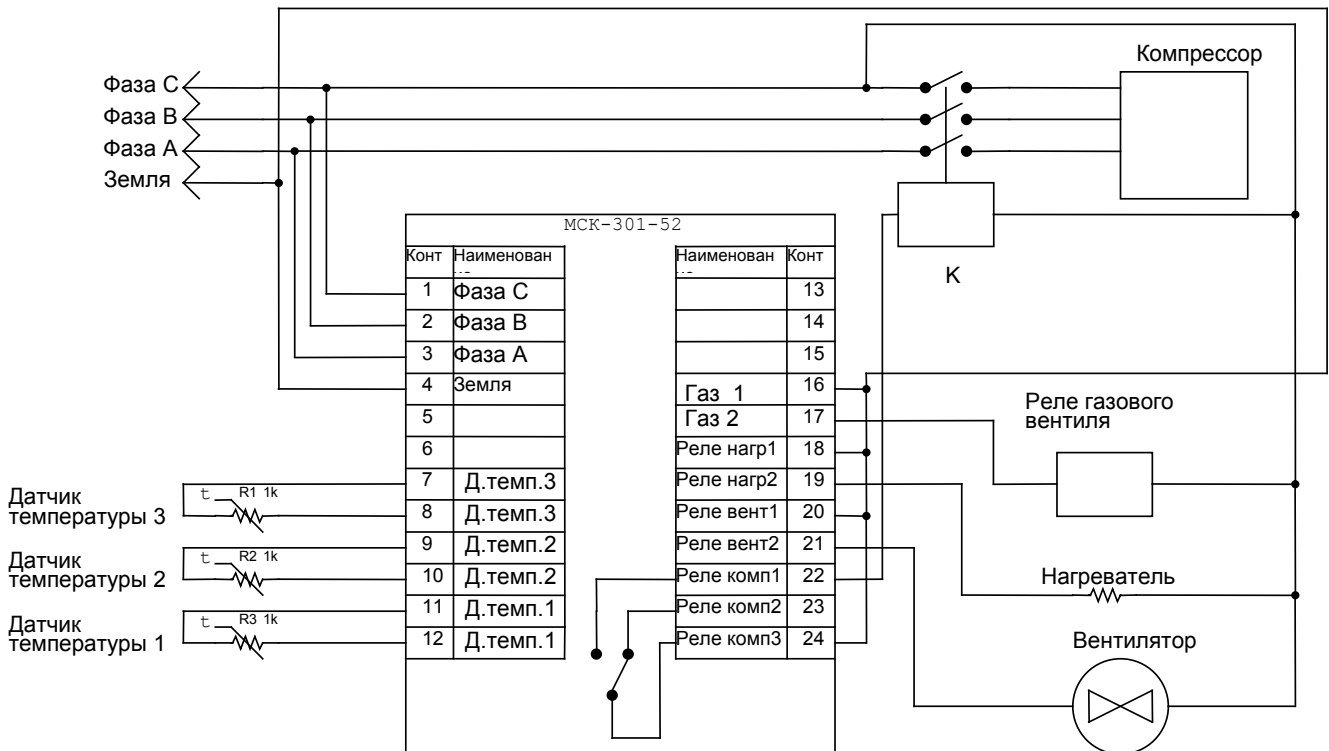 Компрессор
Фаза C
Фаза B
Фаза A
Земля
МСК-301-52
Конт Наименован
Наименован Конт
K
1 Фаза C
13
2 Фаза B
14
3 Фаза A
15
4 Земля
Газ 1 16
5
Газ 2 17
6
Реле нагр1 18
7 Д.темп.3
Реле нагр2 19
8 Д.темп.3
Реле вент1 20
9 Д.темп.2
Реле вент2 21
10 Д.темп.2
Реле комп1 22
11 Д.темп.1
Реле комп2 23
12 Д.темп.1
Реле комп3 24
Реле газового
вентиля
Датчик
температуры 3
t R1 1k
Датчик
температуры 2
t R2 1k
Датчик
температуры 1
t R3 1k
Нагреватель
Вентилятор